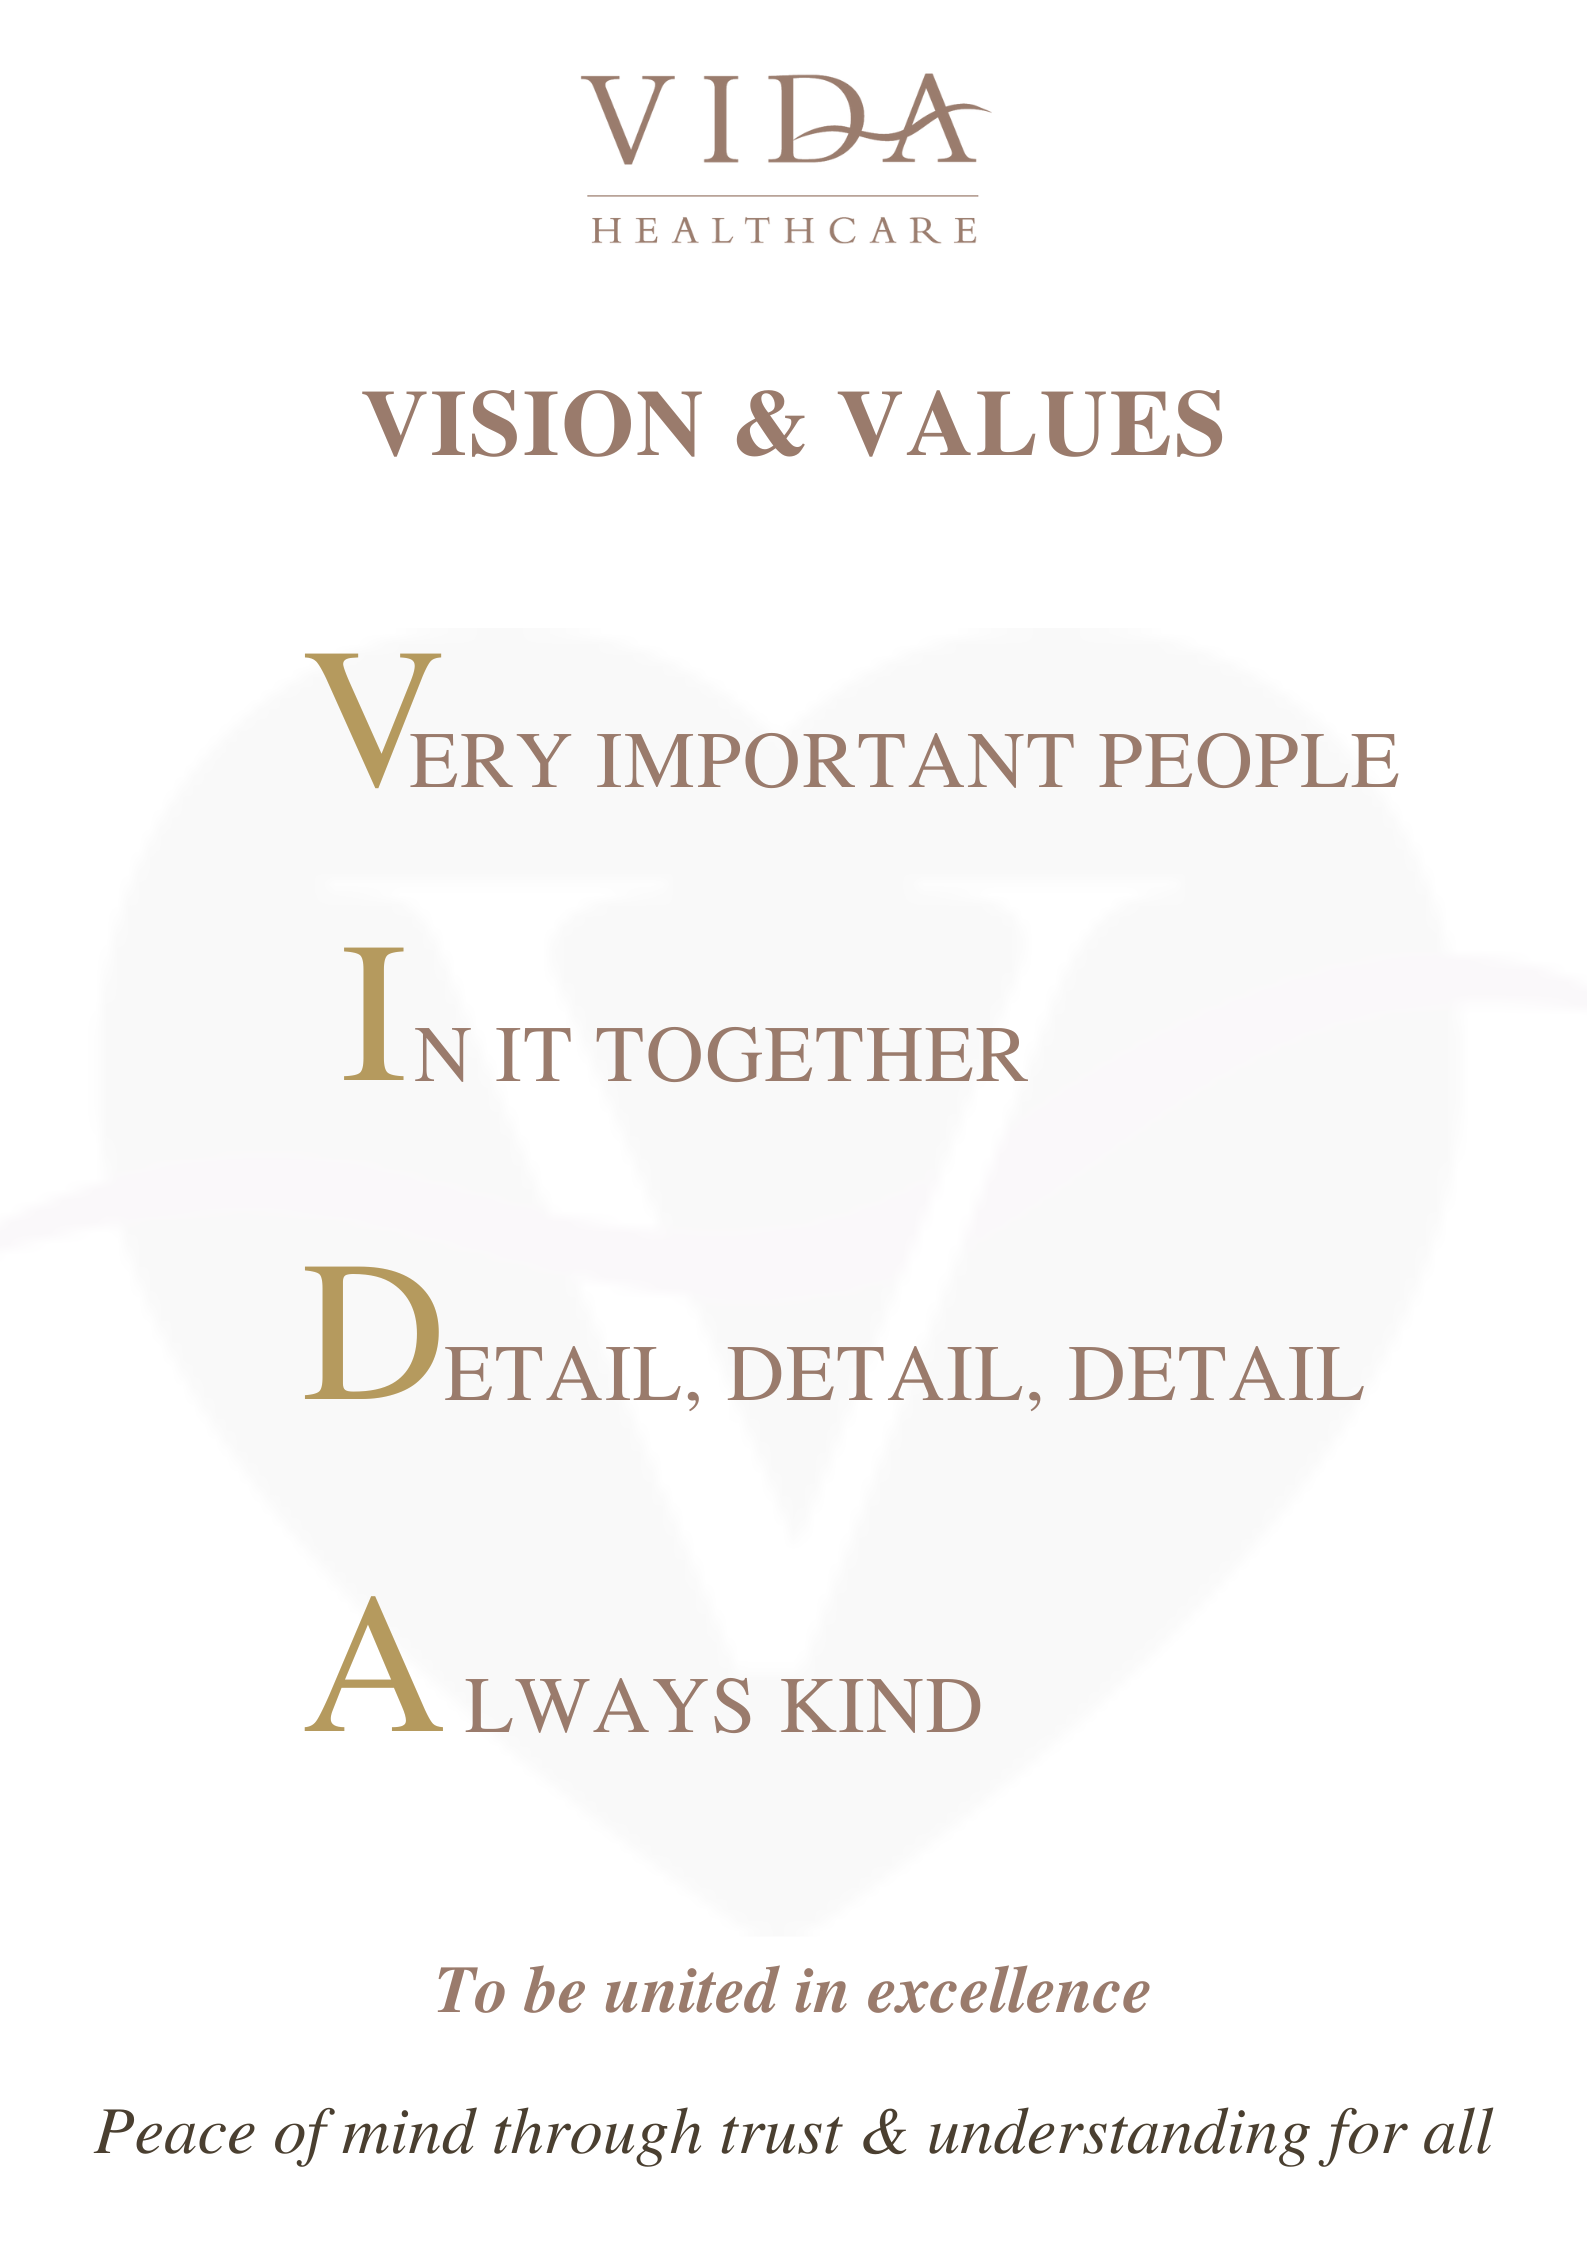 VIDA
HEALTHCARE
VISION & VALUES
VERY IMPORTANT PEOPLE
IN IT TOGETHER
DETAIL, DETAIL, DETAIL
ALWAYS KIND
To be united in excellence
Peace of mind through trust & understanding for all